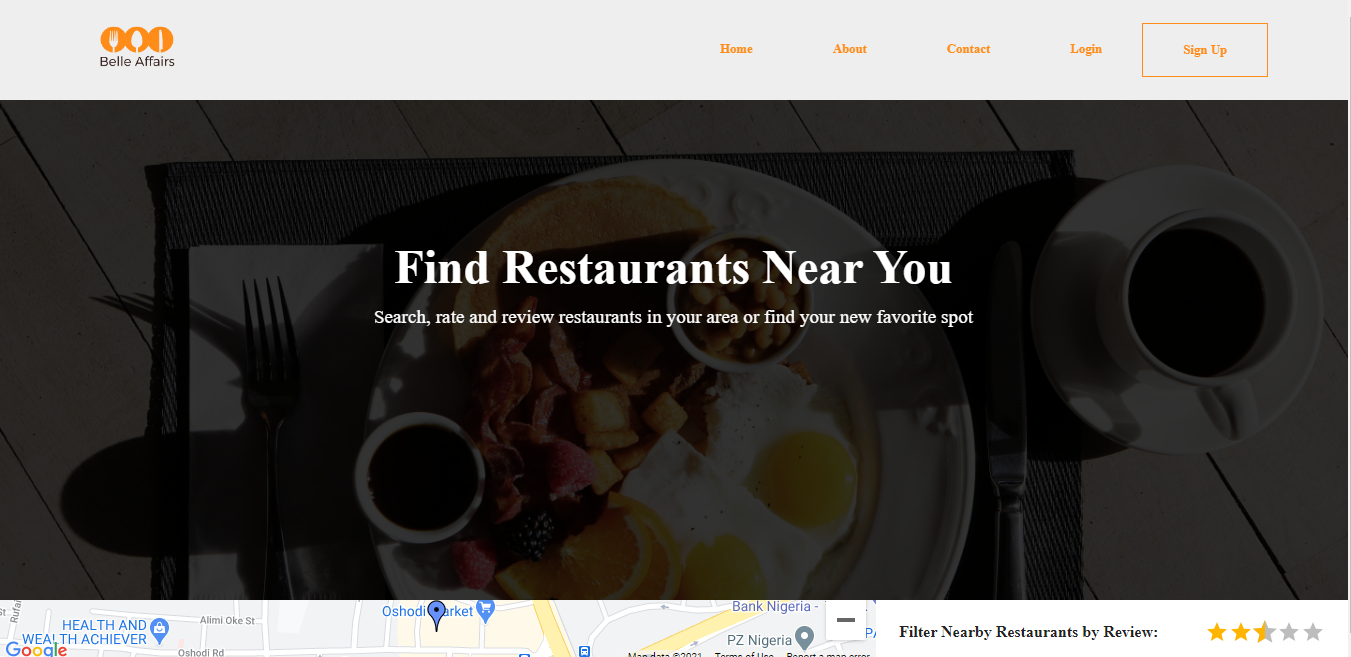 Belle Affairs
Home
About
Contact
Login
Sign Up
Find Restaurants Near You
Search, rate and review restaurants in your area or find your new favorite spot
Oshodi Market
Bank Nigeria -
HEALTH AND
WEALTH ACHIEVER
Alimi Oke St
PZ Nigeria
Filter Nearby Restaurants by Review:
Oshodi Rd
Google
Map data ©2021
Terms of Use
Report a map error